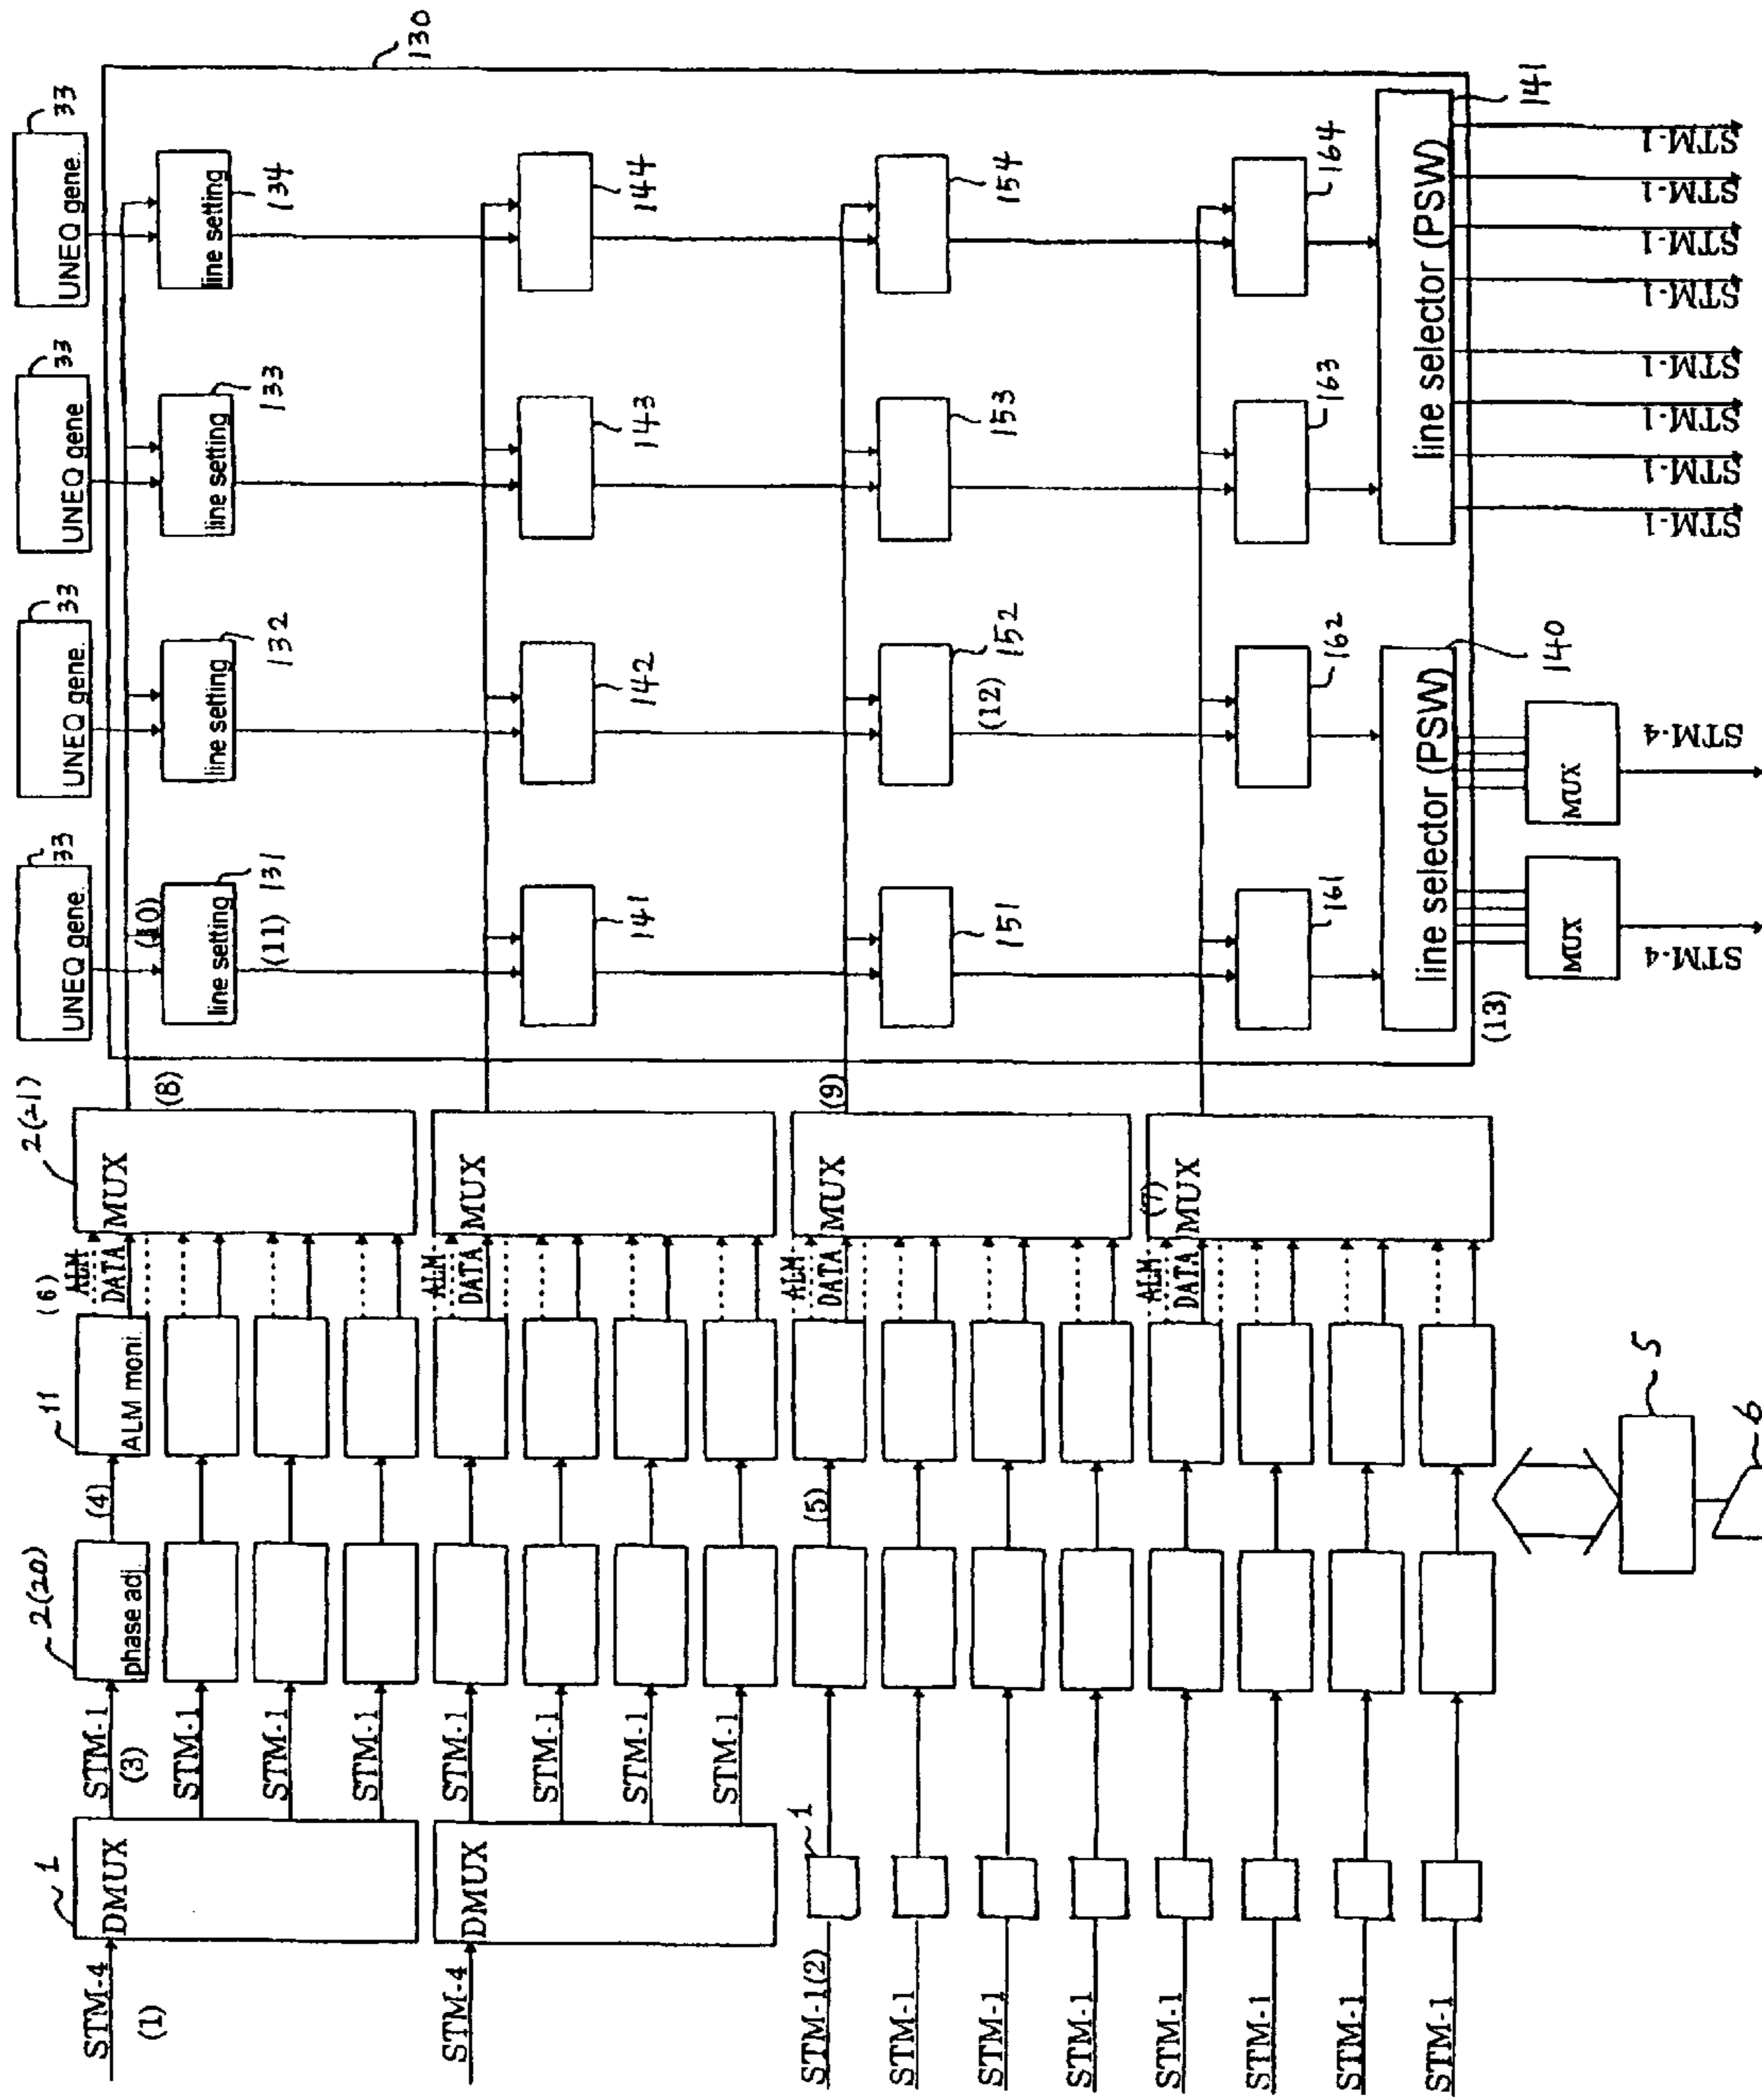 33
33
33
33
UNEQ gene.
UNEQ gene.
UNEQ gene
UNEQ gene.
130
(10)
line setting
131
(11)
line setting
132
line setting
133
line setting
134
141
142
143
144
151
152
(12)
153
154
161
162
163
164
line selector (PSW)
140
line selector (PSW)
141
(13)
MUX
MUX
STM-4
STM-4
STM-1
STM-1
STM-1
STM-1
STM-1
STM-1
STM-1
STM-1
2(21)
(8)
(9)
MUX
MUX
MUX
(7)
MUX
(6)
ALM
DATA
ALM
DATA
ALM
DATA
ALM
DATA
11
ALM moni.
(4)
(5)
2(20)
phase adj
STM-1
(3)
STM-1
STM-1
STM-1
STM-1
STM-1
STM-1
STM-1
1
DMUX
DMUX
1
STM-4
(1)
STM-4
STM-1(2)
STM-1
STM-1
STM-1
STM-1
STM-1
STM-1
STM-1
5
6